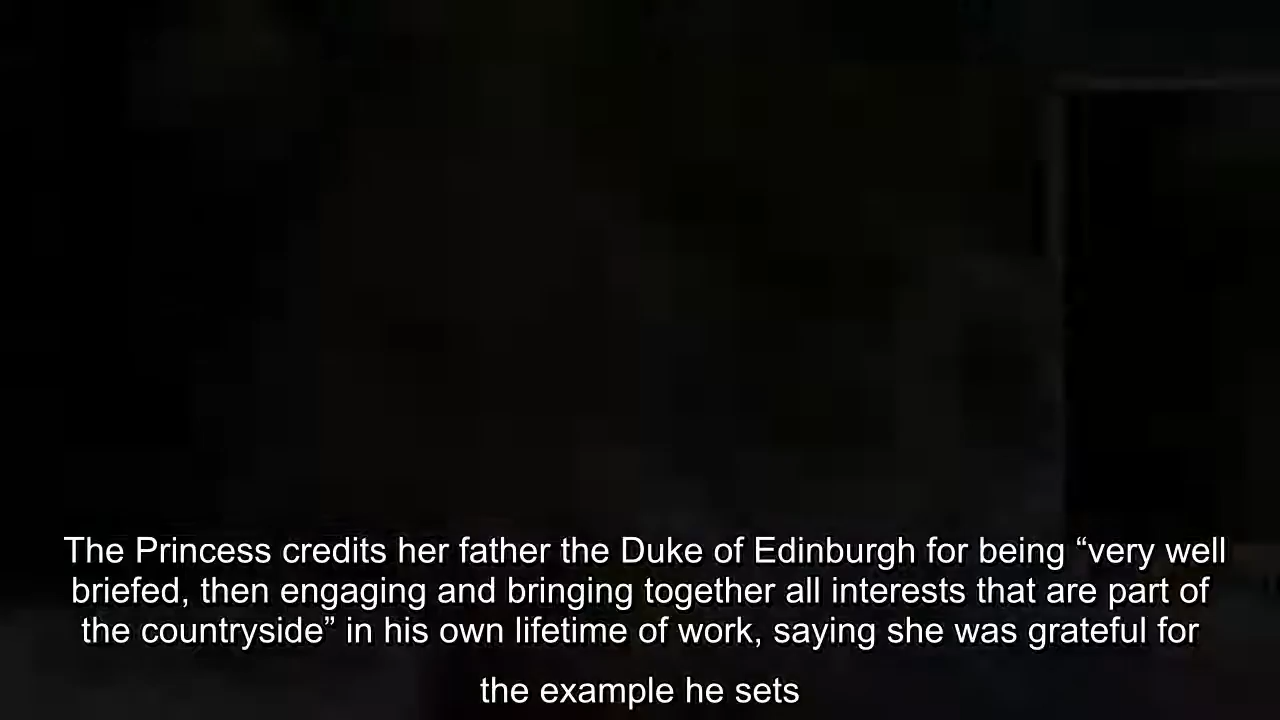 The Princess credits her father the Duke of Edinburgh for being “very well
briefed, then engaging and bringing together all interests that are part of
the countryside” in his own lifetime of work, saying she was grateful for
the example he sets